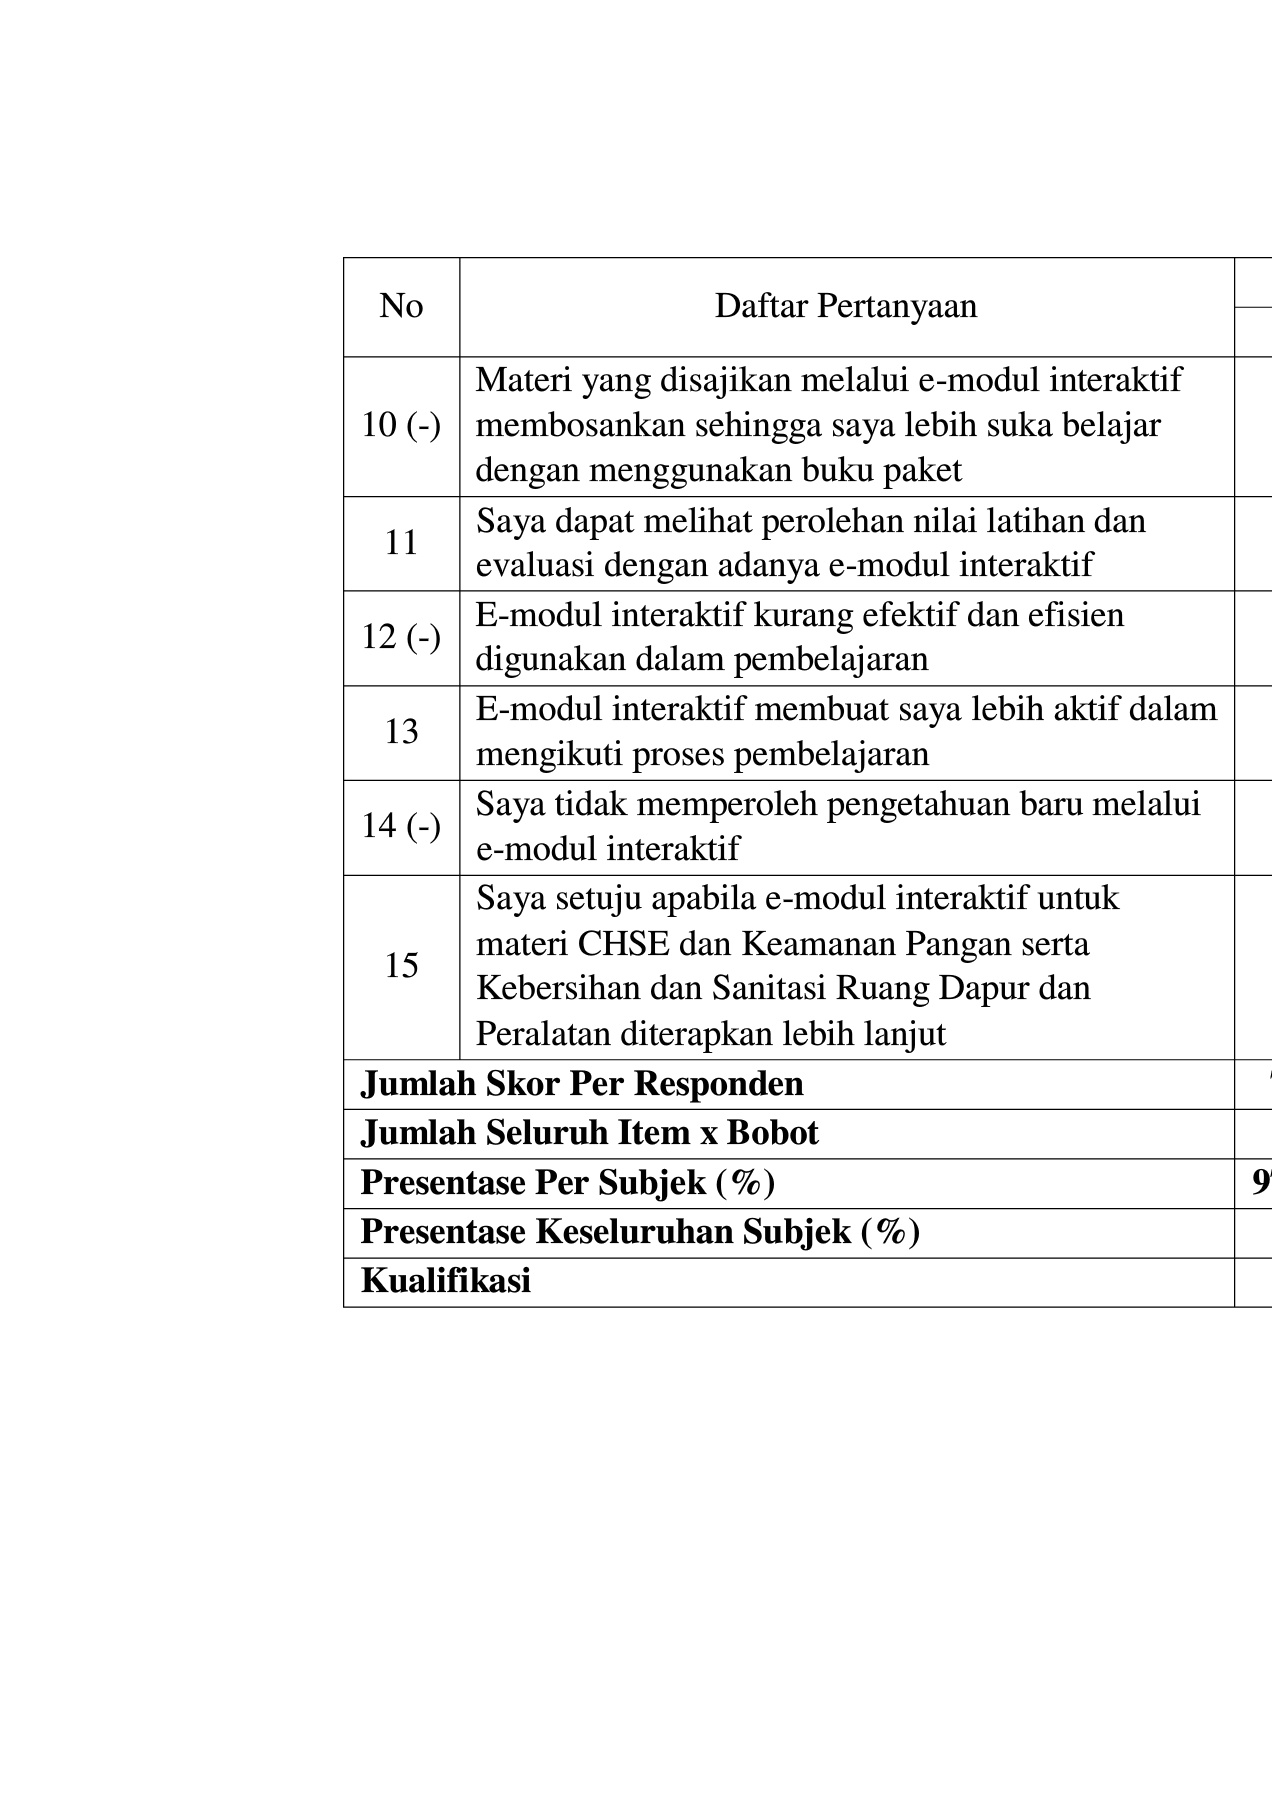 No
Daftar Pertanyaan
10 (-)
Materi yang disajikan melalui e-modul interaktif
membosankan sehingga saya lebih suka belajar
dengan menggunakan buku paket
11
Saya dapat melihat perolehan nilai latihan dan
evaluasi dengan adanya e-modul interaktif
12 (-)
E-modul interaktif kurang efektif dan efisien
digunakan dalam pembelajaran
13
E-modul interaktif membuat saya lebih aktif dalam
mengikuti proses pembelajaran
14 (-)
Saya tidak memperoleh pengetahuan baru melalui
e-modul interaktif
15
Saya setuju apabila e-modul interaktif untuk
materi CHSE dan Keamanan Pangan serta
Kebersihan dan Sanitasi Ruang Dapur dan
Peralatan diterapkan lebih lanjut
Jumlah Skor Per Responden
Jumlah Seluruh Item x Bobot
Presentase Per Subjek (%)
Presentase Keseluruhan Subjek (%)
Kualifikasi